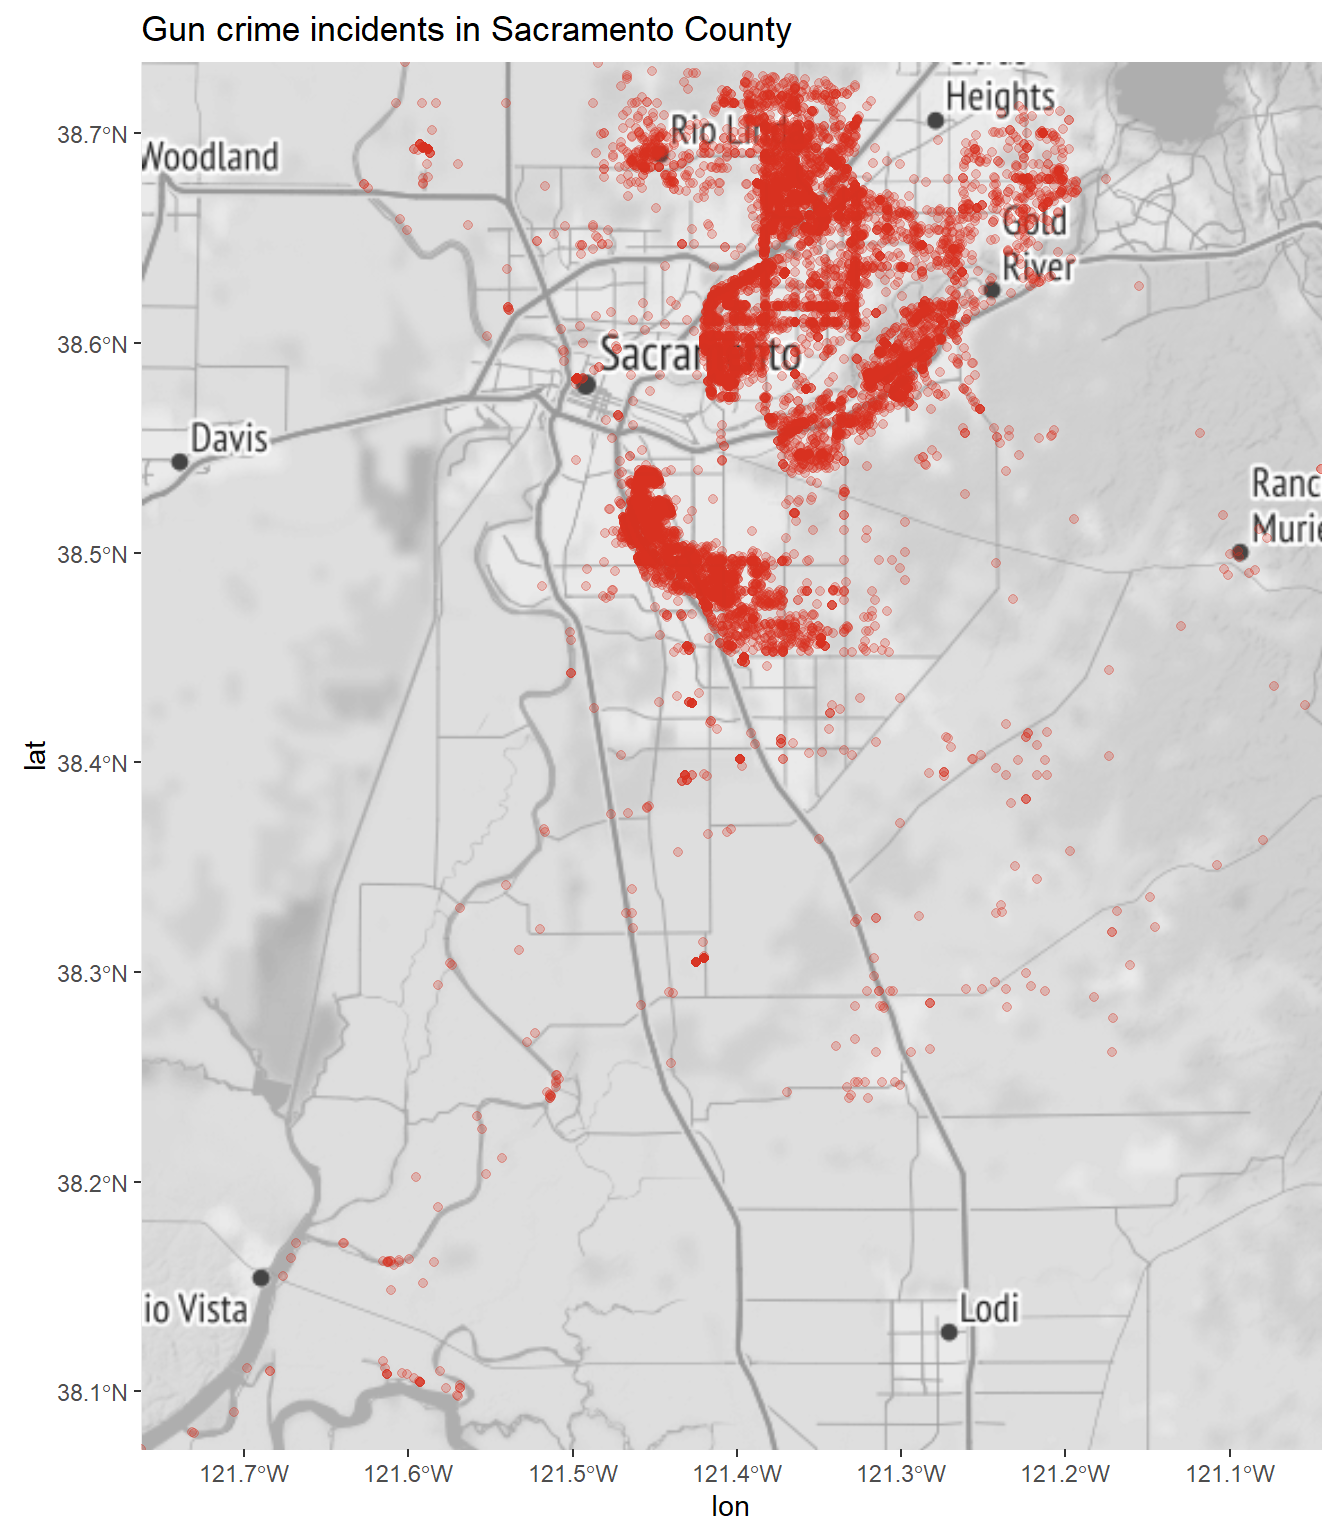 Gun crime incidents in Sacramento County
Heights
Rio Li
Woodland
38.7°N
Gold
River
38.6°N
Sacra to
Davis
Ranc
Murie
38.5°N
lat
38.4°N
38.3°N
38.2°N
io Vista
Lodi
38.1°N
121.7°W 121.6°W 121.5°W 121.4°W 121.3°W 121.2°W 121.1°W
lon